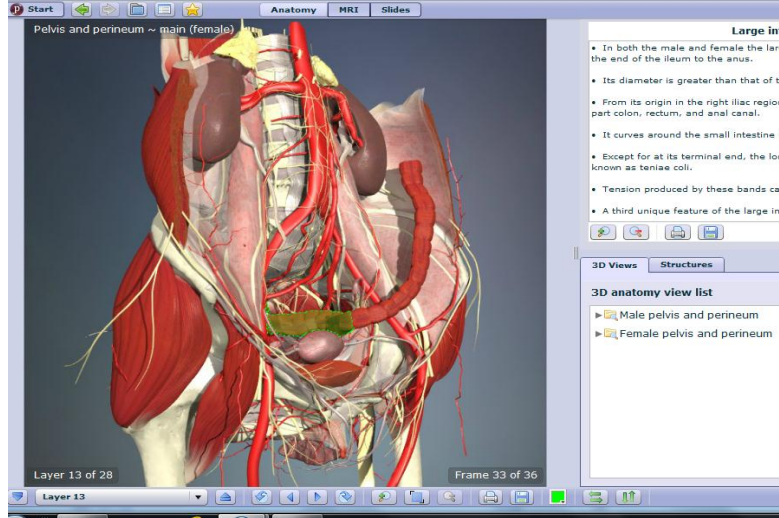 Start
Anatomy MRI Slides
Pelvis and perineum ~ main (female)
Large in
• In both the male and female the lar
the end of the ileum to the anus.
• Its diameter is greater than that of t
• From its origin in the right iliac regio
part colon, rectum, and anal canal.
• It curves around the small intestine
• Except for at its terminal end, the lo
known as teniae coli.
• Tension produced by these bands ca
• A third unique feature of the large in
3D Views Structures
3D anatomy view list
Male pelvis and perineum
Female pelvis and perineum
Layer 13 of 28
Frame 33 of 36
Layer 13